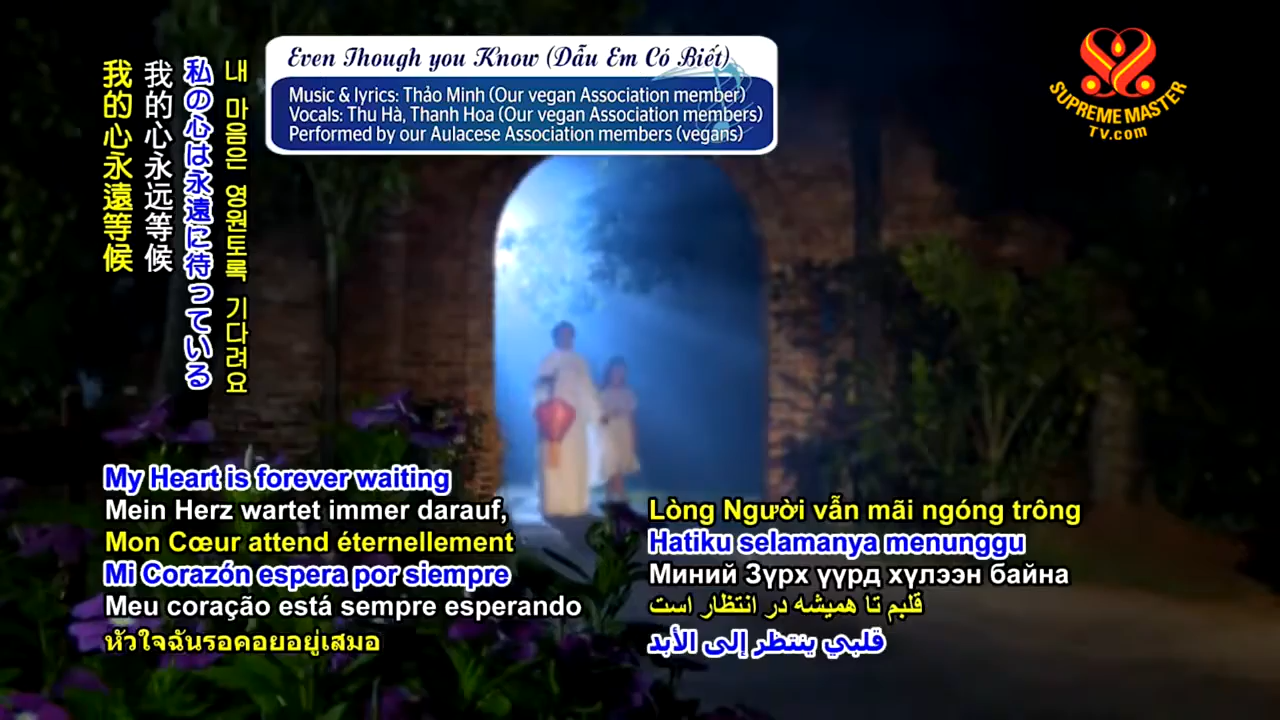 Even Though you Know (Dẫu Em Có Biết)
Music & lyrics: Thảo Minh (Our vegan Association member)
Vocals: Thu Hà, Thanh Hoa (Our vegan Association members)
Performed by our Aulacese Association members (vegans)
SUPREME MASTER
TV.com
내 마음은 영원토록 기다려요
私の心は永遠に待っている
我的心永远等候
我的心永遠等候
My Heart is forever waiting
Mein Herz wartet immer darauf,
Mon Cœur attend éternellement
Mi Corazón espera por siempre
Meu coração está sempre esperando
หัวใจฉันรอคอยอยู่เสมอ
Lòng Người vẫn mãi ngóng trông
Hatiku selamanya menunggu
Миний Зүрх үүрд хүлээн байна
قلبم تا همیشه در انتظار است
قلبي ينتظر إلى الأبد